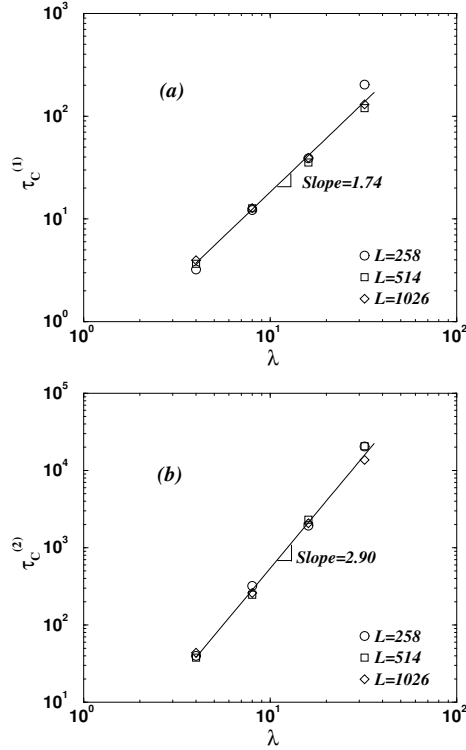 10^3
(a)
10^2
τ_C^(1)
Slope=1.74
10^1
L=258
L=514
L=1026
10^0
10^0 10^1 10^2
λ
10^5
10^4
(b)
τ_C^(2)
10^3
Slope=2.90
10^2
L=258
L=514
L=1026
10^1
10^0 10^1 10^2
λ